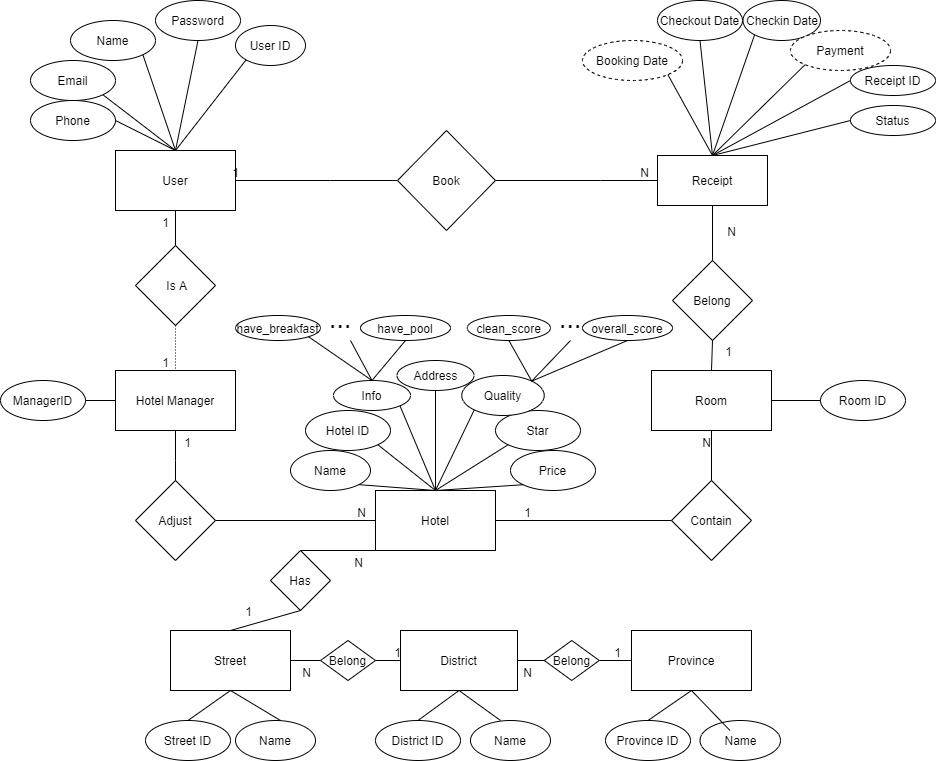 Password
Checkout Date
Checkin Date
Name
User ID
Payment
Booking Date
Email
Receipt ID
Phone
Status
1
N
User
Book
Receipt
1
N
Is A
Belong
have_breakfast
...
have_pool
clean_score
...
overall_score
1
1
Address
Info
Quality
ManagerID
Hotel Manager
Room
Room ID
Hotel ID
Star
1
N
Name
Price
N
1
Adjust
Hotel
Contain
N
Has
1
Street
Belong
1
District
Belong
1
Province
N
N
Street ID
Name
District ID
Name
Province ID
Name